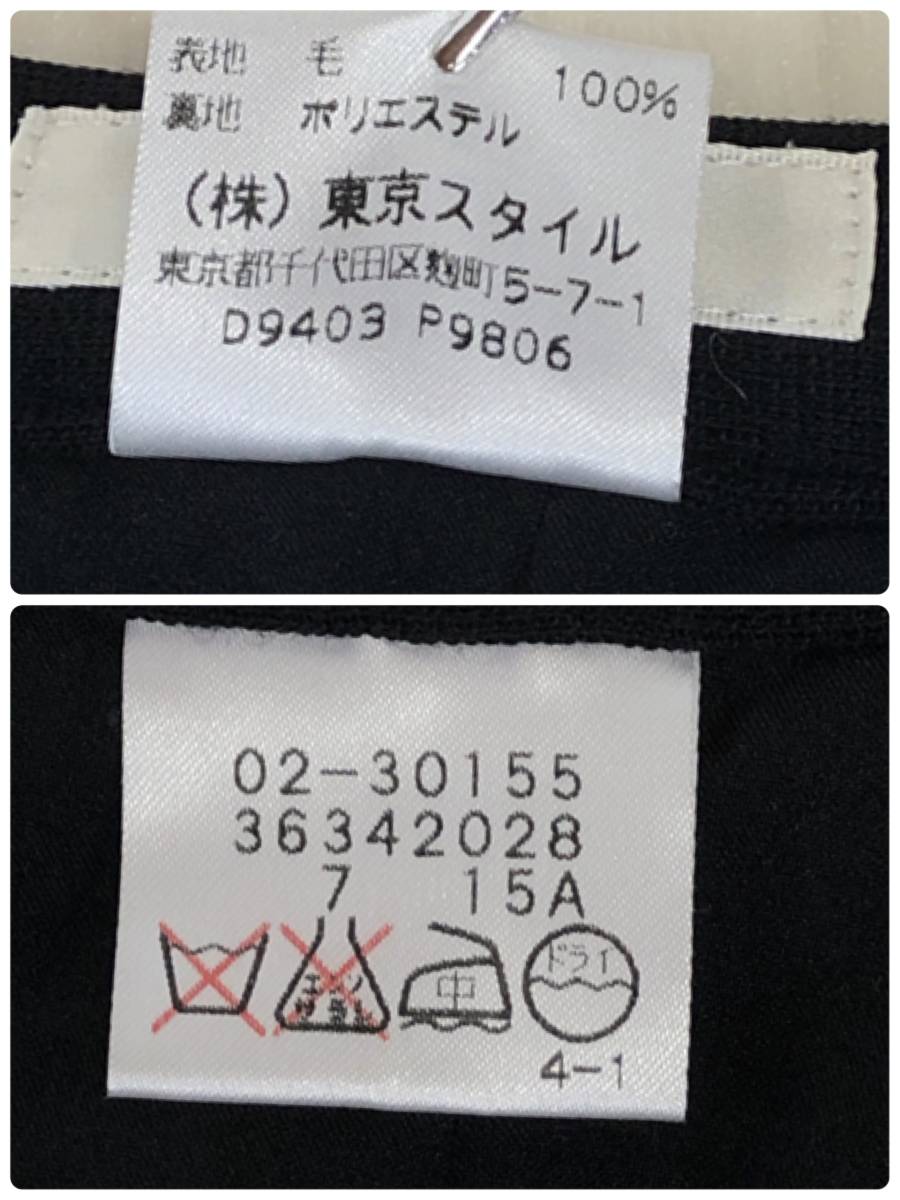 表地 毛 100%
裏地 ポリエステル
(株)東京スタイル
東京都千代田区麹町5-7-1
D9403 P9806
02-30155
36342028
7 15A
エンソ
塩素
中
ドライ
4-1